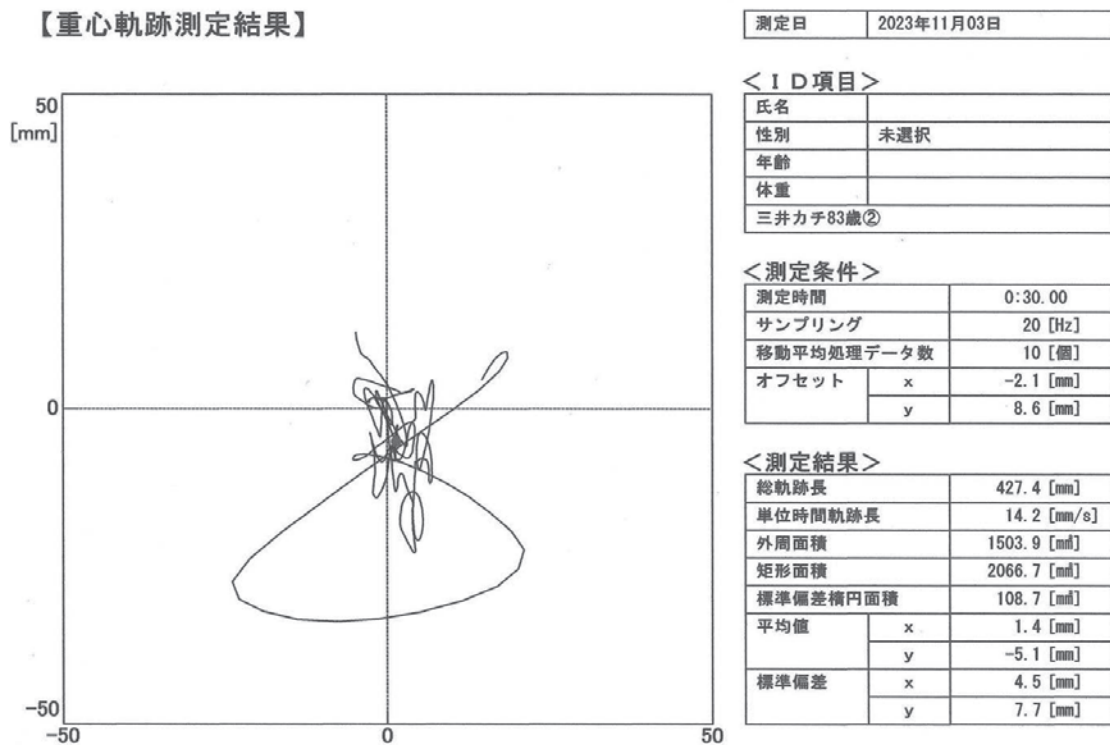 【重心軌跡測定結果】
測定日 2023年11月03日
50
[mm]
0
-50
-50 0 50
＜ＩＤ項目＞
氏名
性別 未選択
年齢
体重
三井カチ83歳②
＜測定条件＞
測定時間 0:30.00
サンプリング 20 [Hz]
移動平均処理データ数 10 [個]
オフセット x -2.1 [mm]
y 8.6 [mm]
＜測定結果＞
総軌跡長 427.4 [mm]
単位時間軌跡長 14.2 [mm/s]
外周面積 1503.9 [m㎡]
矩形面積 2066.7 [m㎡]
標準偏差楕円面積 108.7 [m㎡]
平均値 x 1.4 [mm]
y -5.1 [mm]
標準偏差 x 4.5 [mm]
y 7.7 [mm]